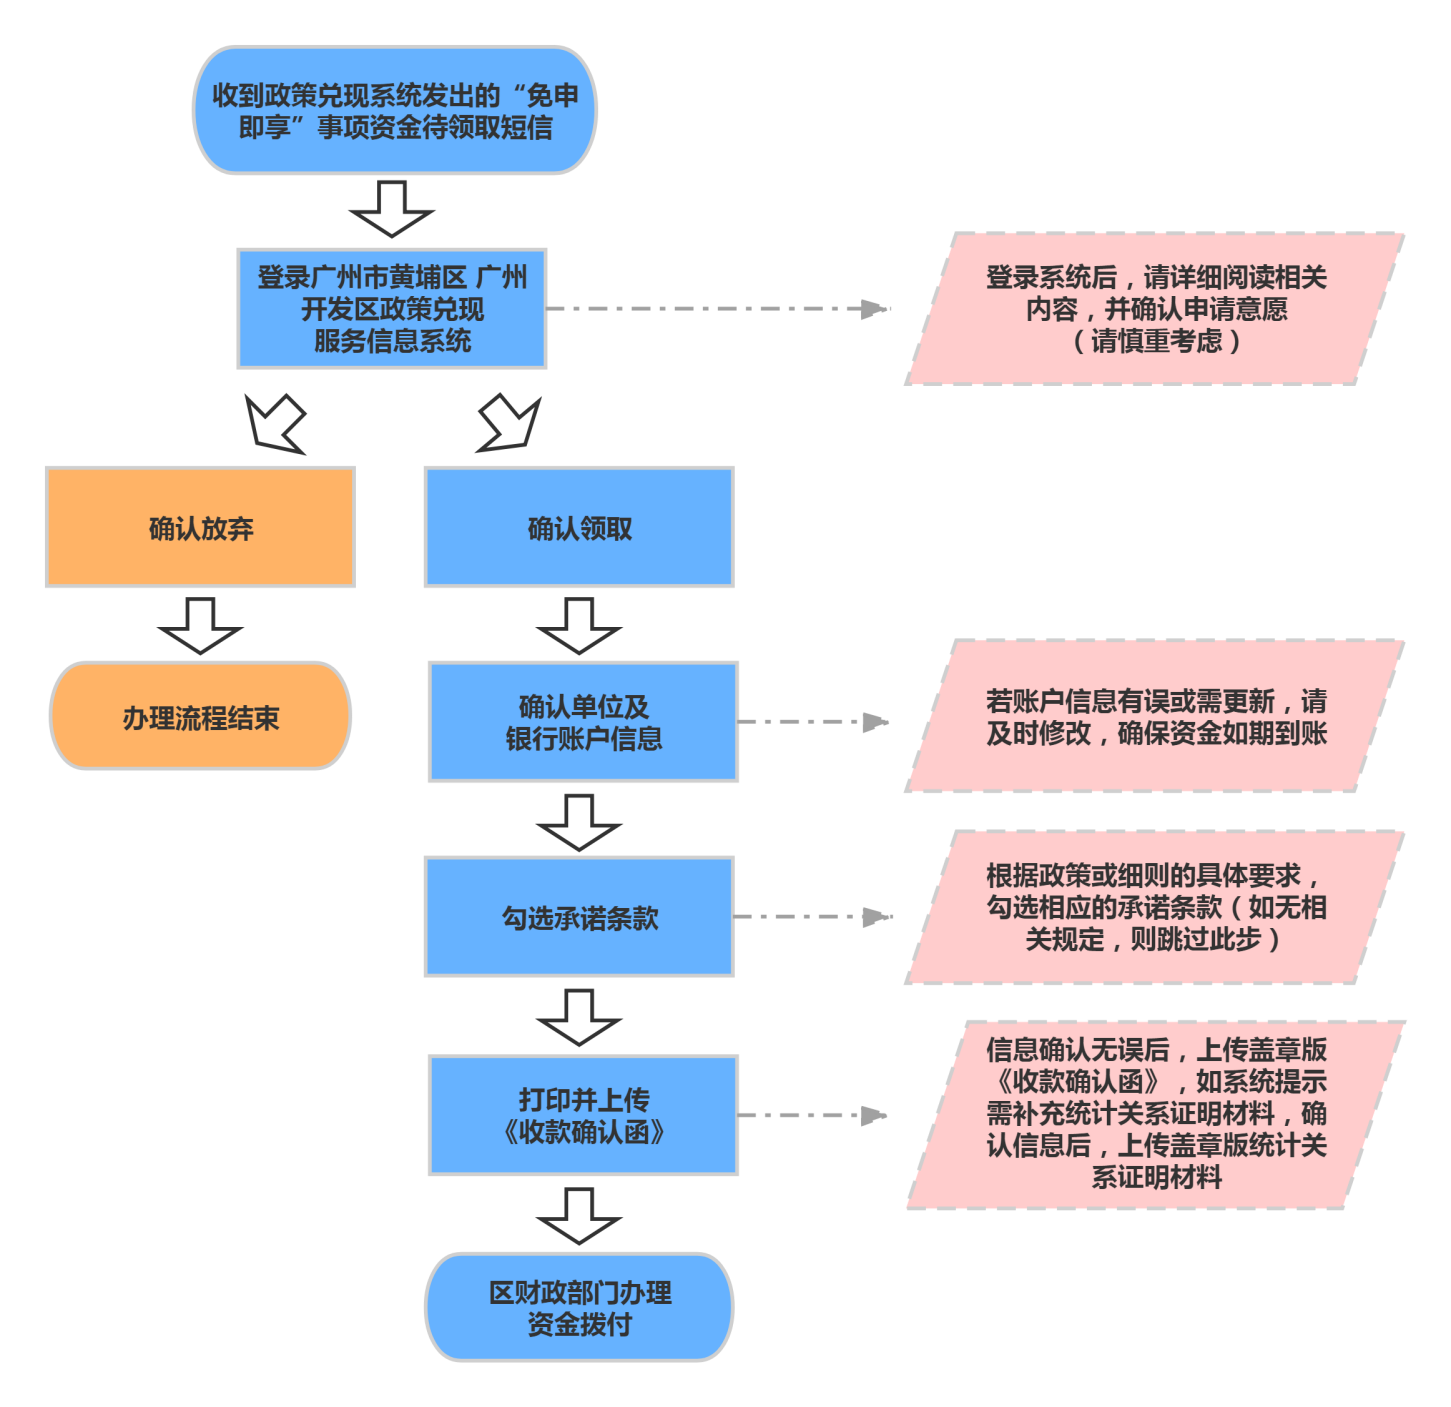 收到政策兑现系统发出的“免申
即享”事项资金待领取短信
登录广州市黄埔区 广州
开发区政策兑现
服务信息系统
登录系统后，请详细阅读相关
内容，并确认申请意愿
（请慎重考虑）
确认放弃
确认领取
办理流程结束
确认单位及
银行账户信息
若账户信息有误或需更新，请
及时修改，确保资金如期到账
勾选承诺条款
根据政策或细则的具体要求，
勾选相应的承诺条款（如无相
关规定，则跳过此步）
打印并上传
《收款确认函》
信息确认无误后，上传盖章版
《收款确认函》，如系统提示
需补充统计关系证明材料，确
认信息后，上传盖章版统计关
系证明材料
区财政部门办理
资金拨付